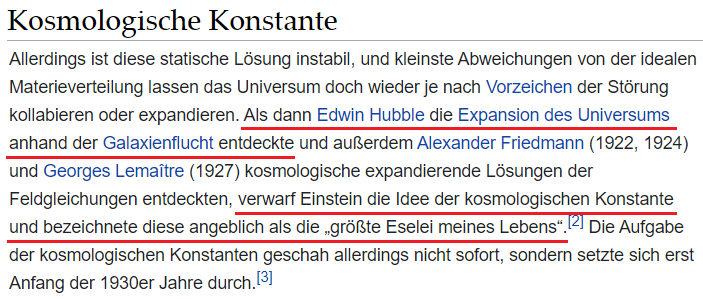 Kosmologische Konstante
Allerdings ist diese statische Lösung instabil, und kleinste Abweichungen von der idealen
Materieverteilung lassen das Universum doch wieder je nach Vorzeichen der Störung
kollabieren oder expandieren. Als dann Edwin Hubble die Expansion des Universums
anhand der Galaxienflucht entdeckte und außerdem Alexander Friedmann (1922, 1924)
und Georges Lemaître (1927) kosmologische expandierende Lösungen der
Feldgleichungen entdeckten, verwarf Einstein die Idee der kosmologischen Konstante
und bezeichnete diese angeblich als die „größte Eselei meines Lebens“.[2] Die Aufgabe
der kosmologischen Konstanten geschah allerdings nicht sofort, sondern setzte sich erst
Anfang der 1930er Jahre durch.[3]